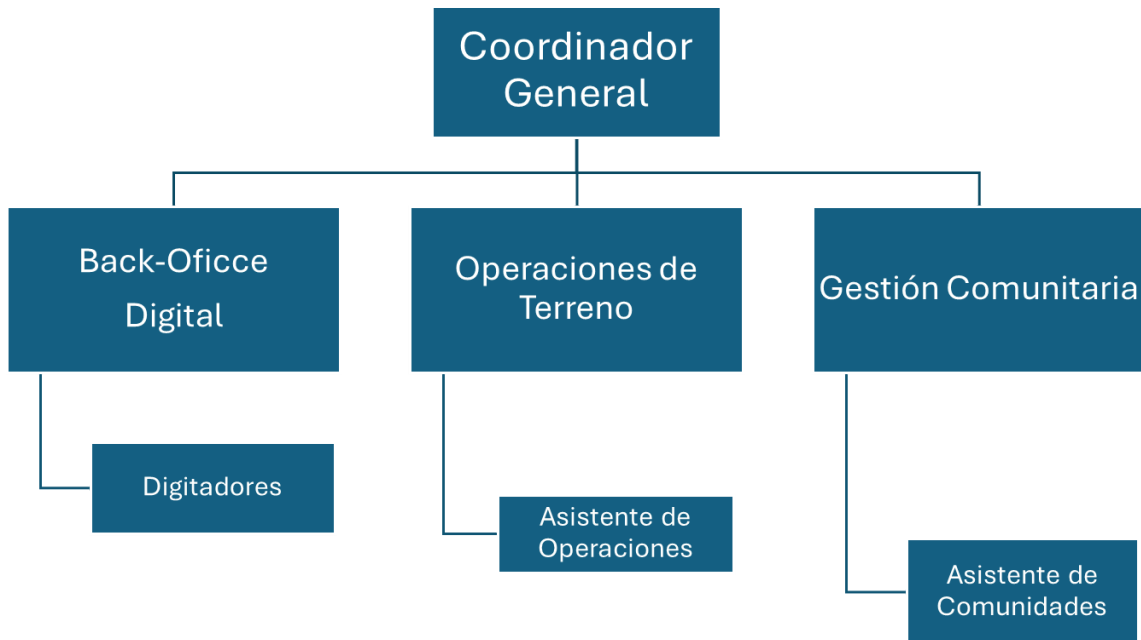 Coordinador
General
Back-Oficce
Digital
Operaciones de
Terreno
Gestión Comunitaria
Digitadores
Asistente de
Operaciones
Asistente de
Comunidades